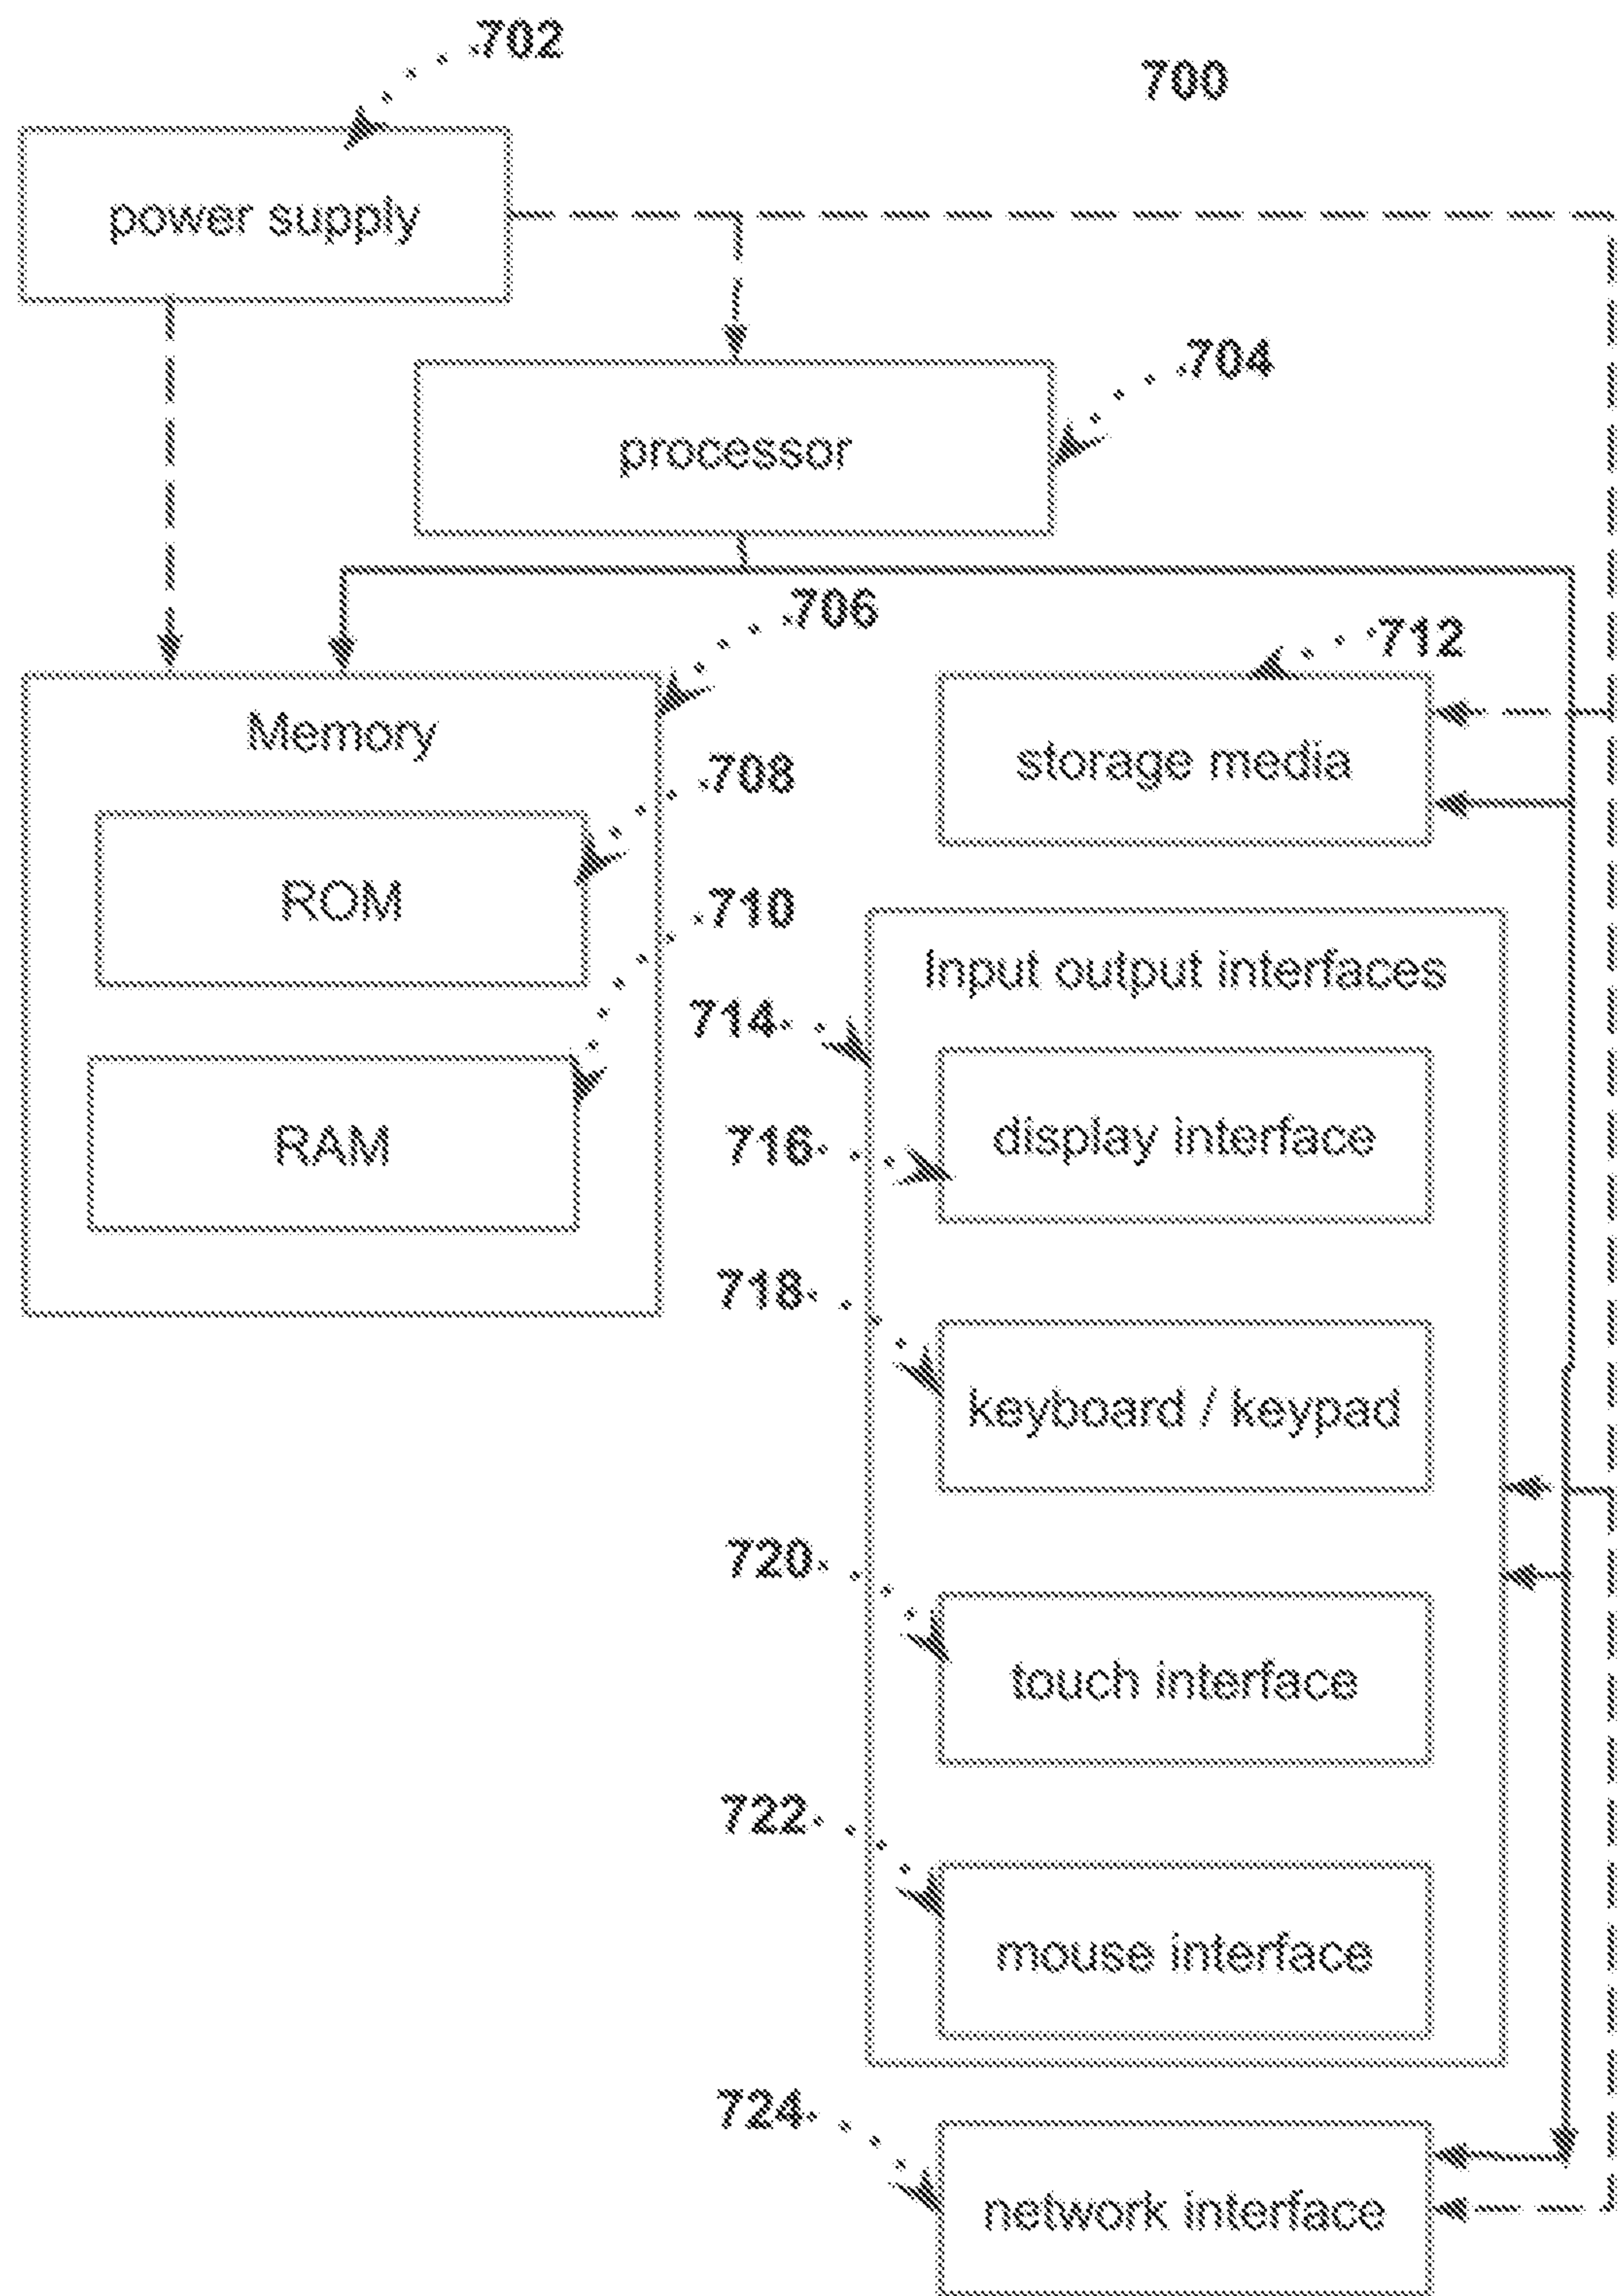 702
700
power supply
704
processor
706
712
Memory
storage media
708
ROM
710
Input output interfaces
714
display interface
716
RAM
718
keyboard / keypad
720
touch interface
722
mouse interface
724
network interface